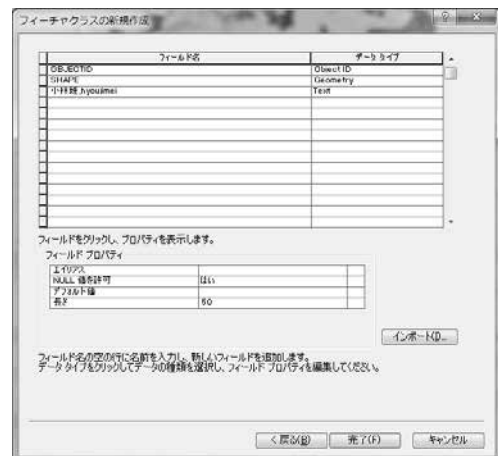 フィーチャクラスの新規作成
フィールド名 データ タイプ
OBJECTID Object ID
SHAPE Geometry
hyoujimei Text
フィールドをクリックし、プロパティを表示します。
フィールド プロパティ
エイリアス
NULL 値を許可 はい
デフォルト値
長さ 50
インポート(I)...
フィールド名の空の行に名前を入力し、新しいフィールドを追加します。
データ タイプをクリックしてデータの種類を選択し、フィールド プロパティを編集してください。
< 戻る(B) 完了(F) キャンセル